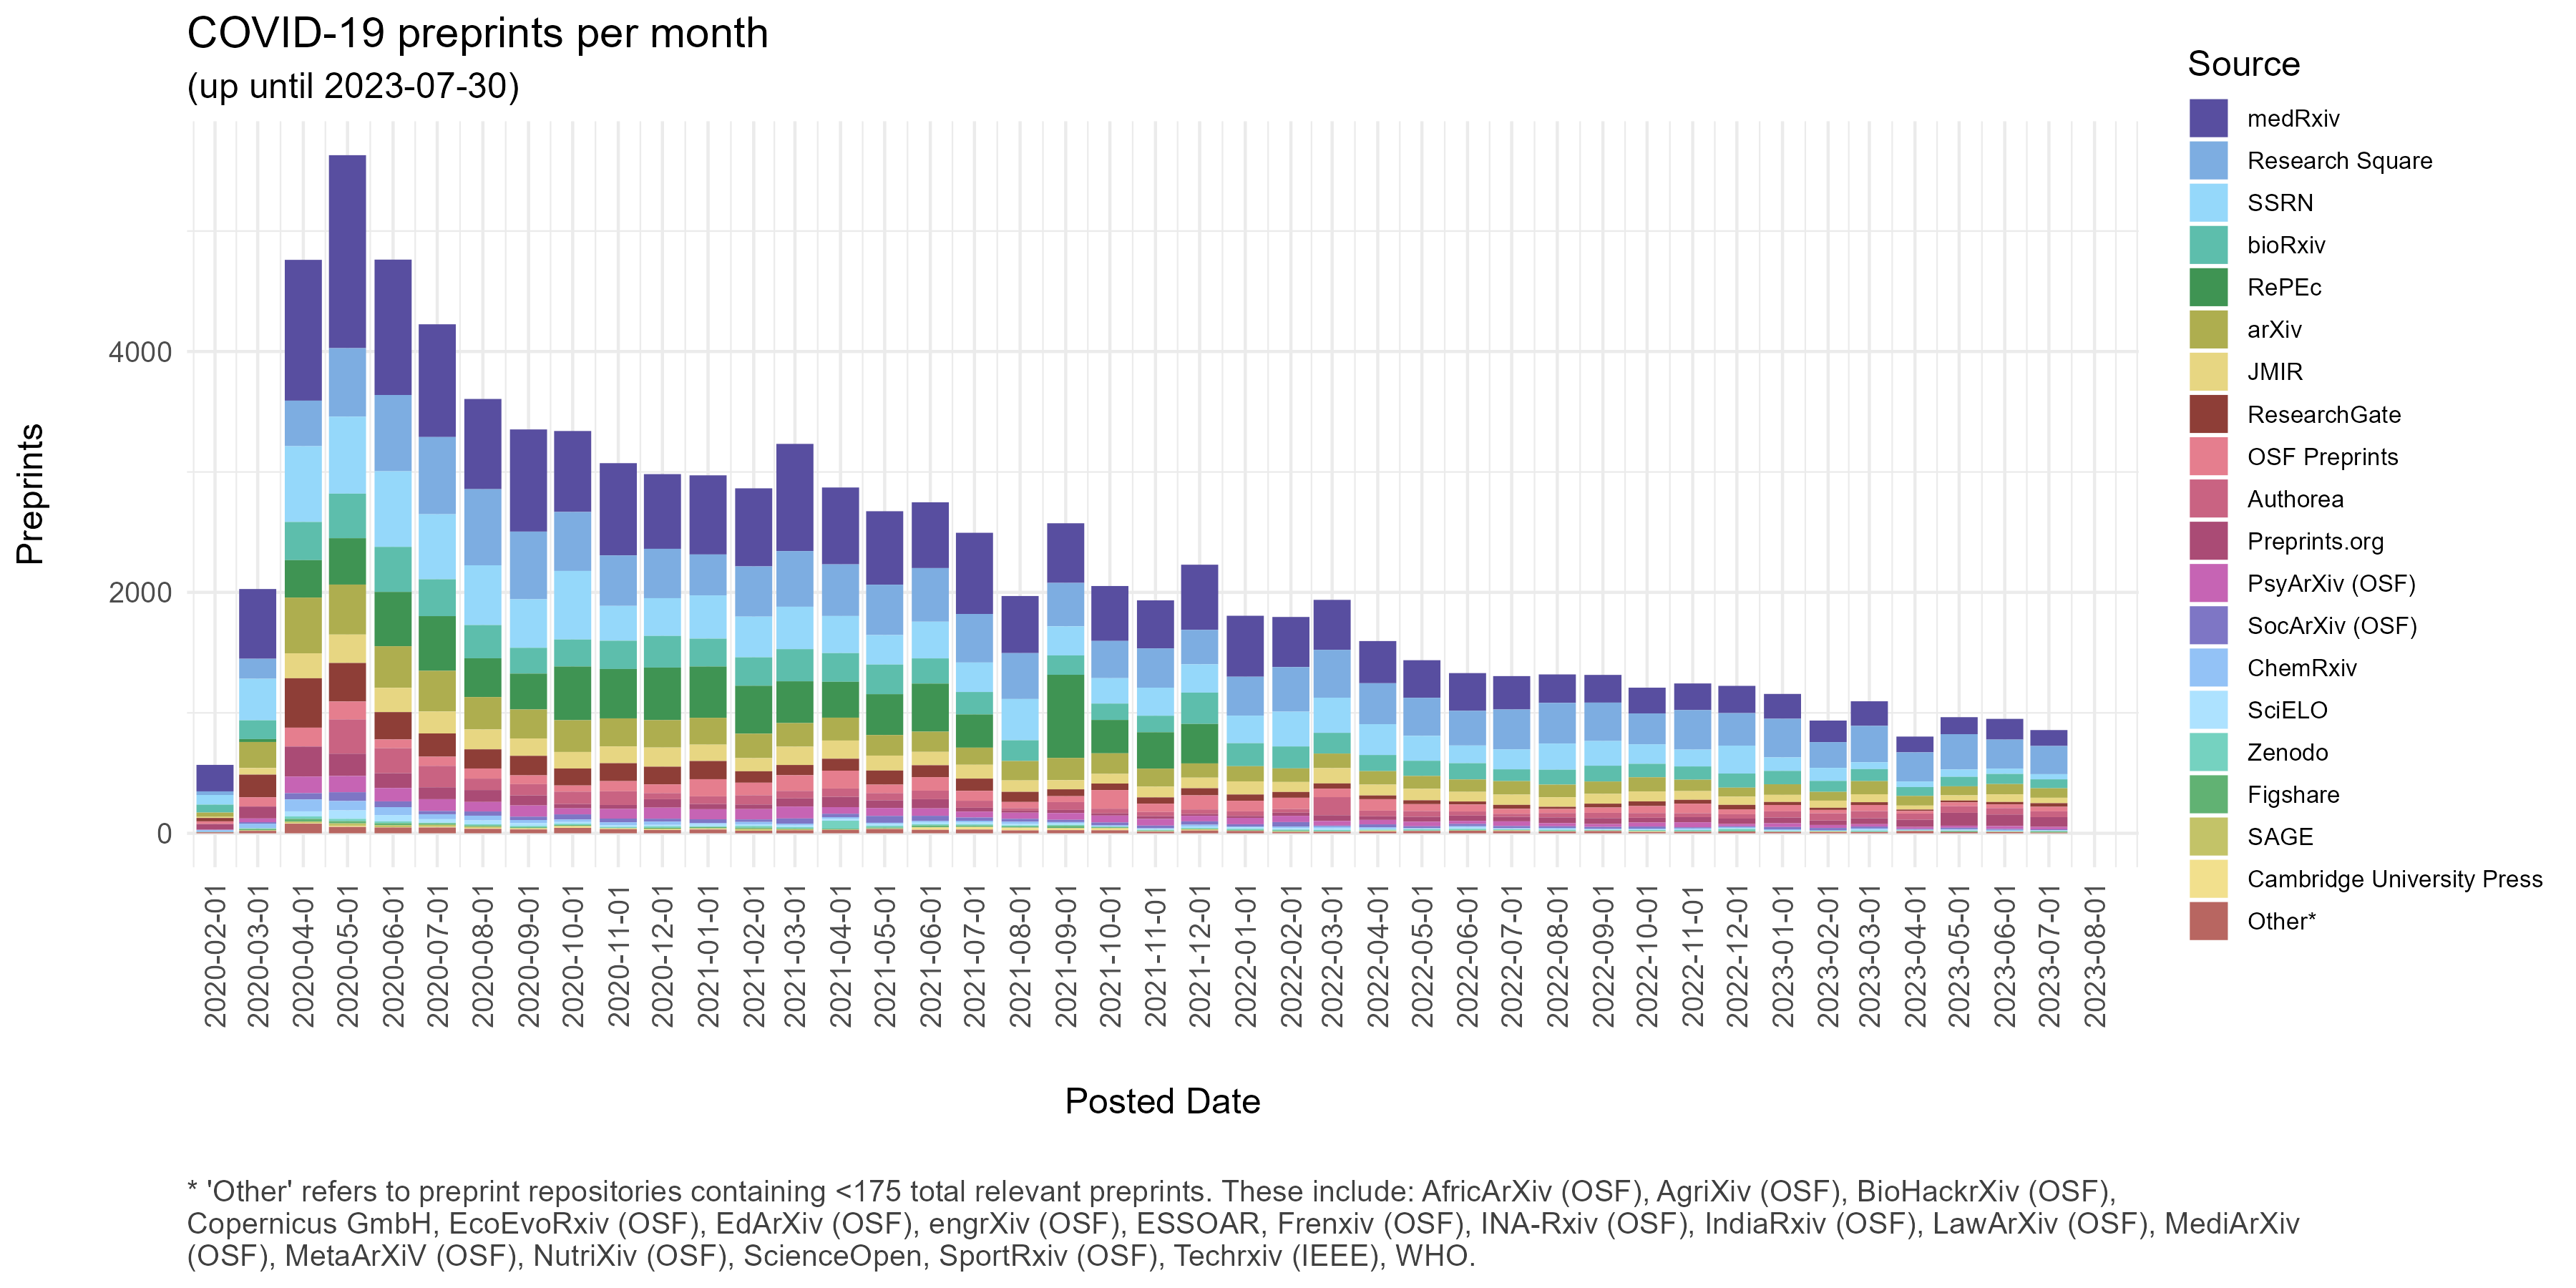 COVID-19 preprints per month
(up until 2023-07-30)
Source
medRxiv
Research Square
SSRN
bioRxiv
RePEc
arXiv
JMIR
ResearchGate
OSF Preprints
Authorea
Preprints.org
PsyArXiv (OSF)
SocArXiv (OSF)
ChemRxiv
SciELO
Zenodo
Figshare
SAGE
Cambridge University Press
Other*
Preprints
4000
2000
0
2020-02-01
2020-03-01
2020-04-01
2020-05-01
2020-06-01
2020-07-01
2020-08-01
2020-09-01
2020-10-01
2020-11-01
2020-12-01
2021-01-01
2021-02-01
2021-03-01
2021-04-01
2021-05-01
2021-06-01
2021-07-01
2021-08-01
2021-09-01
2021-10-01
2021-11-01
2021-12-01
2022-01-01
2022-02-01
2022-03-01
2022-04-01
2022-05-01
2022-06-01
2022-07-01
2022-08-01
2022-09-01
2022-10-01
2022-11-01
2022-12-01
2023-01-01
2023-02-01
2023-03-01
2023-04-01
2023-05-01
2023-06-01
2023-07-01
2023-08-01
Posted Date
* 'Other' refers to preprint repositories containing <175 total relevant preprints. These include: AfricArXiv (OSF), AgriXiv (OSF), BioHackrXiv (OSF),
Copernicus GmbH, EcoEvoRxiv (OSF), EdArXiv (OSF), engrXiv (OSF), ESSOAR, Frenxiv (OSF), INA-Rxiv (OSF), IndiaRxiv (OSF), LawArXiv (OSF), MediArXiv
(OSF), MetaArXiV (OSF), NutriXiv (OSF), ScienceOpen, SportRxiv (OSF), Techrxiv (IEEE), WHO.